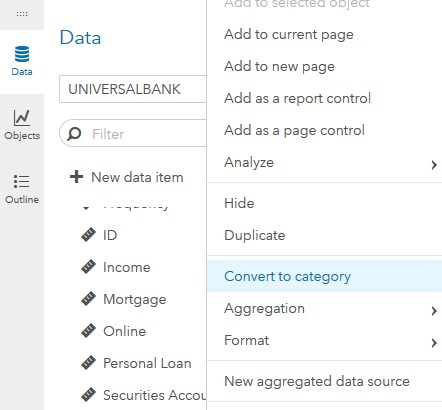 Data
Objects
Outline
Data
UNIVERSALBANK
Filter
New data item
Frequency
ID
Income
Mortgage
Online
Personal Loan
Securities Accou
Add to selected object
Add to current page
Add to new page
Add as a report control
Add as a page control
Analyze
Hide
Duplicate
Convert to category
Aggregation
Format
New aggregated data source